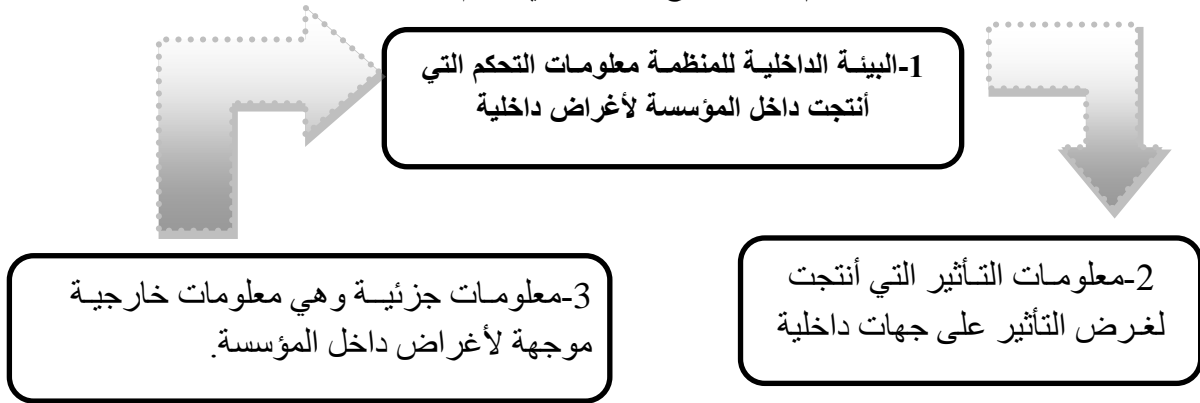 1-البيئة الداخلية للمنظمة معلومات التحكم التي
أنتجت داخل المؤسسة لأغراض داخلية
2-معلومات التأثير التي أنتجت
لغرض التأثير على جهات داخلية
3-معلومات جزئية وهي معلومات خارجية
موجهة لأغراض داخل المؤسسة.